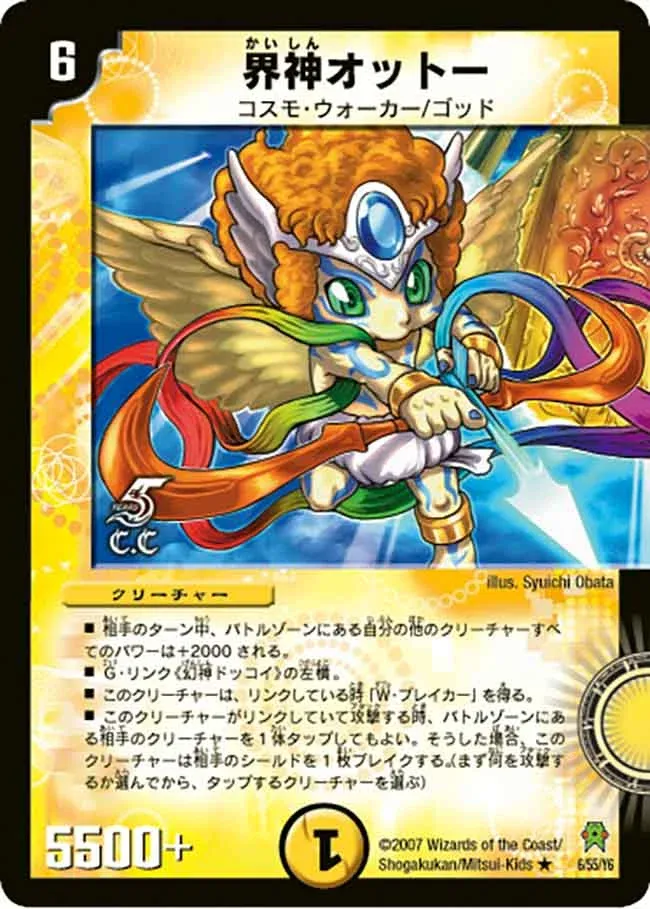 6
かいしん
界神オットー
コスモ・ウォーカー/ゴッド
5
YEARS
C.C
illus. Syuichi Obata
クリーチャー
■ 相手のターン中、バトルゾーンにある自分の他のクリーチャーすべ
てのパワーは+2000 される。
■ G・リンク《幻神ドッコイ》の左横。
■ このクリーチャーは、リンクしている時「W・ブレイカー」を得る。
■ このクリーチャーがリンクしていて攻撃する時、バトルゾーンにあ
る相手のクリーチャーを1体タップしてもよい。そうした場合、この
クリーチャーは相手のシールドを1枚ブレイクする。(まず何を攻撃す
るか選んでから、タップするクリーチャーを選ぶ)
5500+
1
©2007 Wizards of the Coast/
Shogakukan/Mitsui-Kids ★
6/55/Y6